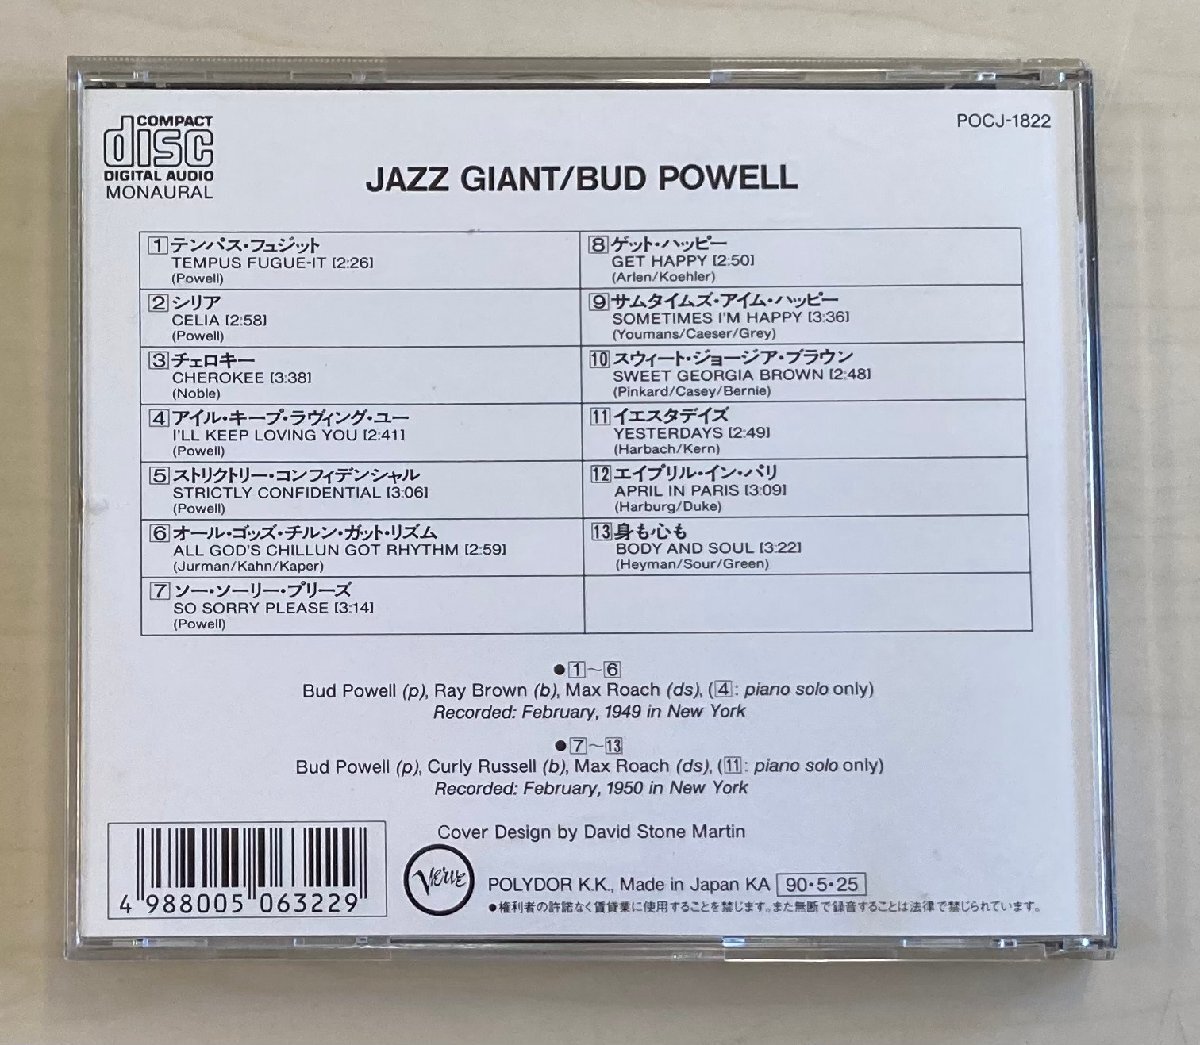 COMPACT
disc
DIGITAL AUDIO
MONAURAL
POCJ-1822
JAZZ GIANT/BUD POWELL
1 テンパス・フュジット
TEMPUS FUGUE-IT [2:26]
(Powell)
2 シリア
CELIA [2:58]
(Powell)
3 チェロキー
CHEROKEE [3:38]
(Noble)
4 アイル・キープ・ラヴィング・ユー
I'LL KEEP LOVING YOU [2:41]
(Powell)
5 ストリクトリー・コンフィデンシャル
STRICTLY CONFIDENTIAL [3:06]
(Powell)
6 オール・ゴッズ・チルン・ガット・リズム
ALL GOD'S CHILLUN GOT RHYTHM [2:59]
(Jurman/Kahn/Kaper)
7 ソー・ソーリー・プリーズ
SO SORRY PLEASE [3:14]
(Powell)
8 ゲット・ハッピー
GET HAPPY [2:50]
(Arlen/Koehler)
9 サムタイムズ・アイム・ハッピー
SOMETIMES I'M HAPPY [3:36]
(Youmans/Caeser/Grey)
10 スウィート・ジョージア・ブラウン
SWEET GEORGIA BROWN [2:48]
(Pinkard/Casey/Bernie)
11 イエスタデイズ
YESTERDAYS [2:49]
(Harbach/Kern)
12 エイプリル・イン・パリ
APRIL IN PARIS [3:09]
(Harburg/Duke)
13 身も心も
BODY AND SOUL [3:22]
(Heyman/Sour/Green)
●1〜6
Bud Powell (p), Ray Brown (b), Max Roach (ds), (4: piano solo only)
Recorded: February, 1949 in New York
●7〜13
Bud Powell (p), Curly Russell (b), Max Roach (ds), (11: piano solo only)
Recorded: February, 1950 in New York
Cover Design by David Stone Martin
Verve
POLYDOR K.K., Made in Japan KA 90・5・25
●権利者の許諾なく賃貸業に使用することを禁じます。また無断で録音することは法律で禁じられています。
4 988005 063229